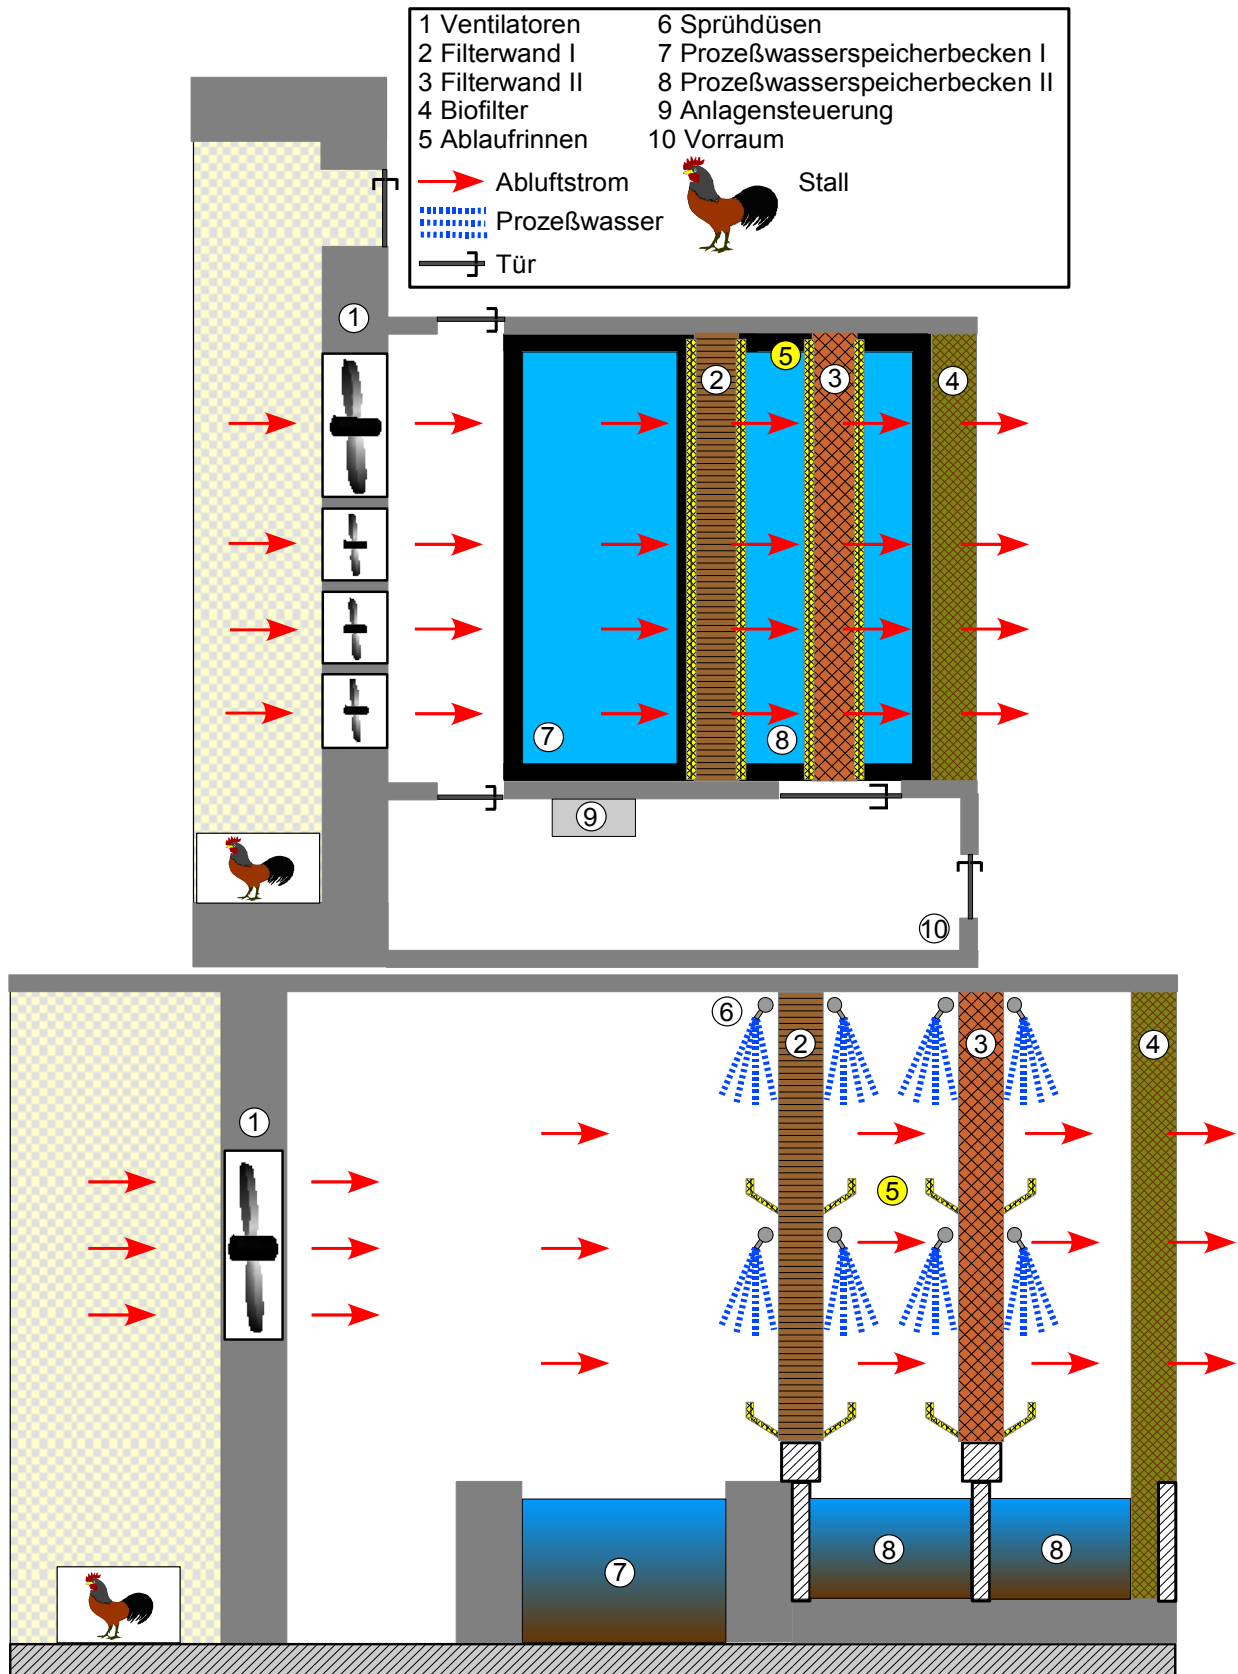 1 Ventilatoren 6 Sprühdüsen
2 Filterwand I 7 Prozeßwasserspeicherbecken I
3 Filterwand II 8 Prozeßwasserspeicherbecken II
4 Biofilter 9 Anlagensteuerung
5 Ablaufrinnen 10 Vorraum
Abluftstrom Stall
Prozeßwasser
Tür
1
5
2 3 4
7 8
9
10
6
2 3 4
1
5
8 8
7